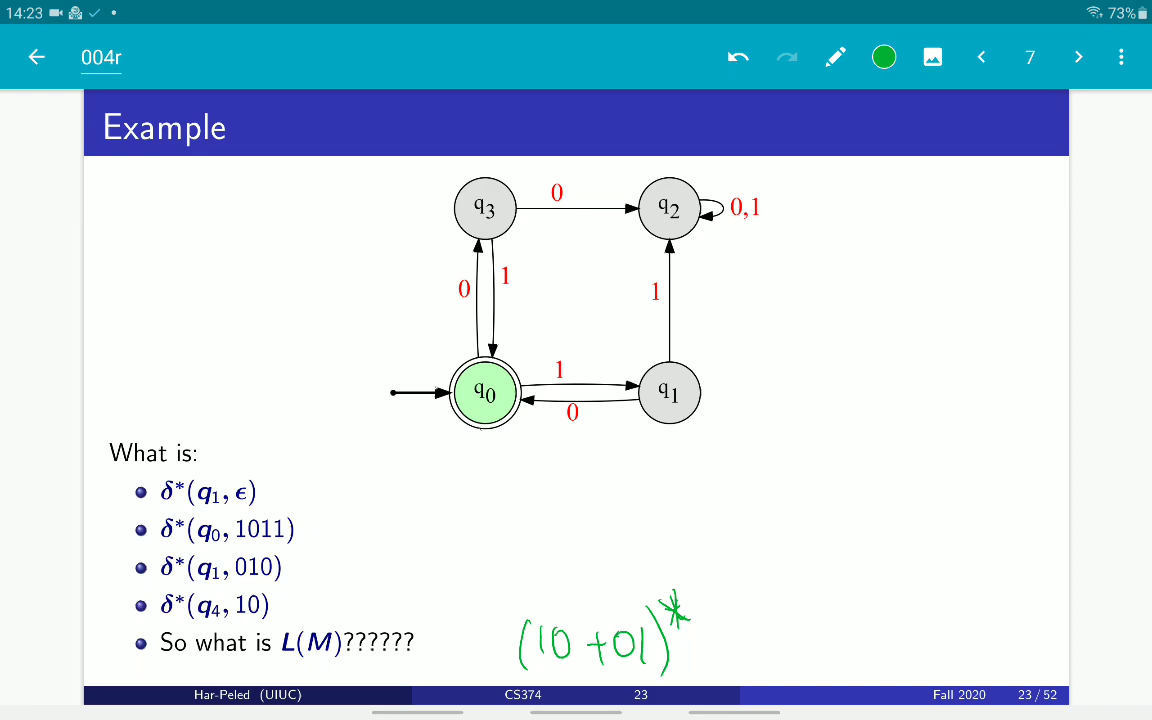 14:23 73%
004r 7
Example
q3 0 q2 0,1
0 1 1
q0 1 q1
0
What is:
δ*(q1, ϵ)
δ*(q0, 1011)
δ*(q1, 010)
δ*(q4, 10)
So what is L(M)??????
(10 +01)*
Har-Peled (UIUC) CS374 23 Fall 2020 23 / 52